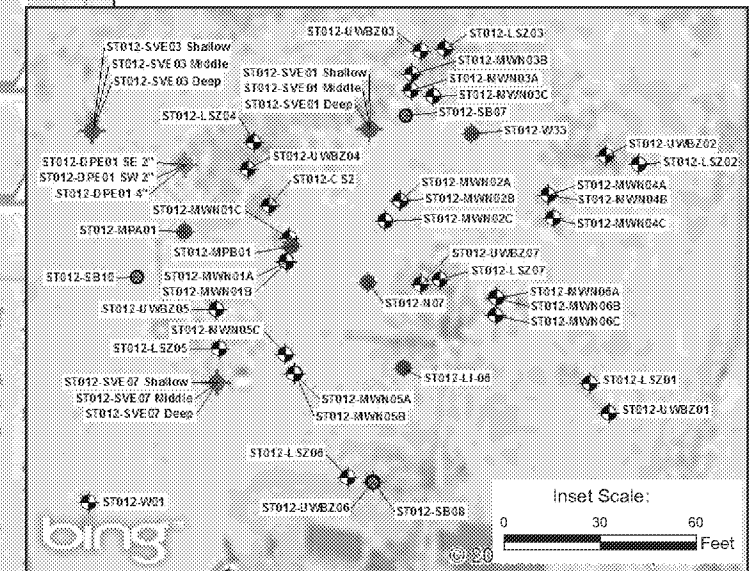 ST012-UWBZ03
ST012-LSZ03
ST012-SVE03 Shallow
ST012-SVE03 Middle
ST012-SVE03 Deep
ST012-MWN03B
ST012-SVE01 Shallow
ST012-SVE01 Middle
ST012-SVE01 Deep
ST012-MWN03A
ST012-MWN03C
ST012-LSZ04
ST012-SB07
ST012-W33
ST012-UWBZ02
ST012-LSZ02
ST012-DPE01 SE 2"
ST012-DPE01 SW 2"
ST012-DPE01 4"
ST012-UWBZ04
ST012-CS2
ST012-MWN02A
ST012-MWN02B
ST012-MWN02C
ST012-MWN04A
ST012-MWN04B
ST012-MWN04C
ST012-MWN01C
ST012-MPA01
ST012-MPB01
ST012-UWBZ07
ST012-LSZ07
ST012-SB10
ST012-MWN01A
ST012-MWN01B
ST012-N07
ST012-MWN06A
ST012-MWN06B
ST012-MWN06C
ST012-UWBZ05
ST012-MWN05C
ST012-LSZ05
ST012-SVE07 Shallow
ST012-SVE07 Middle
ST012-SVE07 Deep
ST012-MWN05A
ST012-MWN05B
ST012-LSZ01
ST012-UWBZ01
ST012-LSZ06
ST012-UWBZ06
ST012-SB08
ST012-W01
bing
© 20
Inset Scale:
0 30 60
Feet